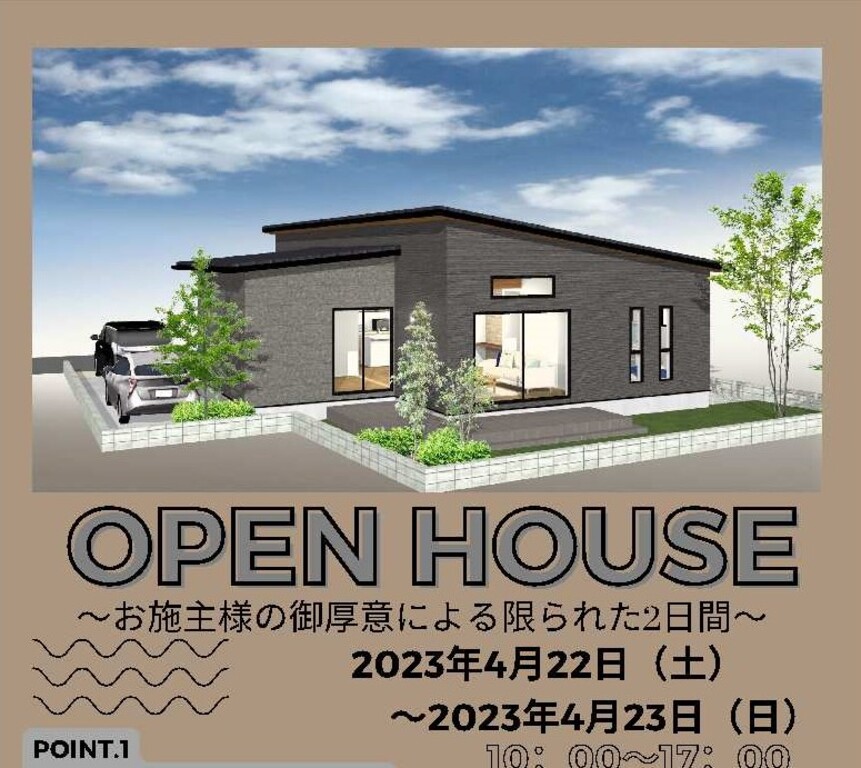 OPEN HOUSE
～お施主様の御厚意による限られた2日間～
2023年4月22日（土）
～2023年4月23日（日）
10：00～17：00
POINT.1